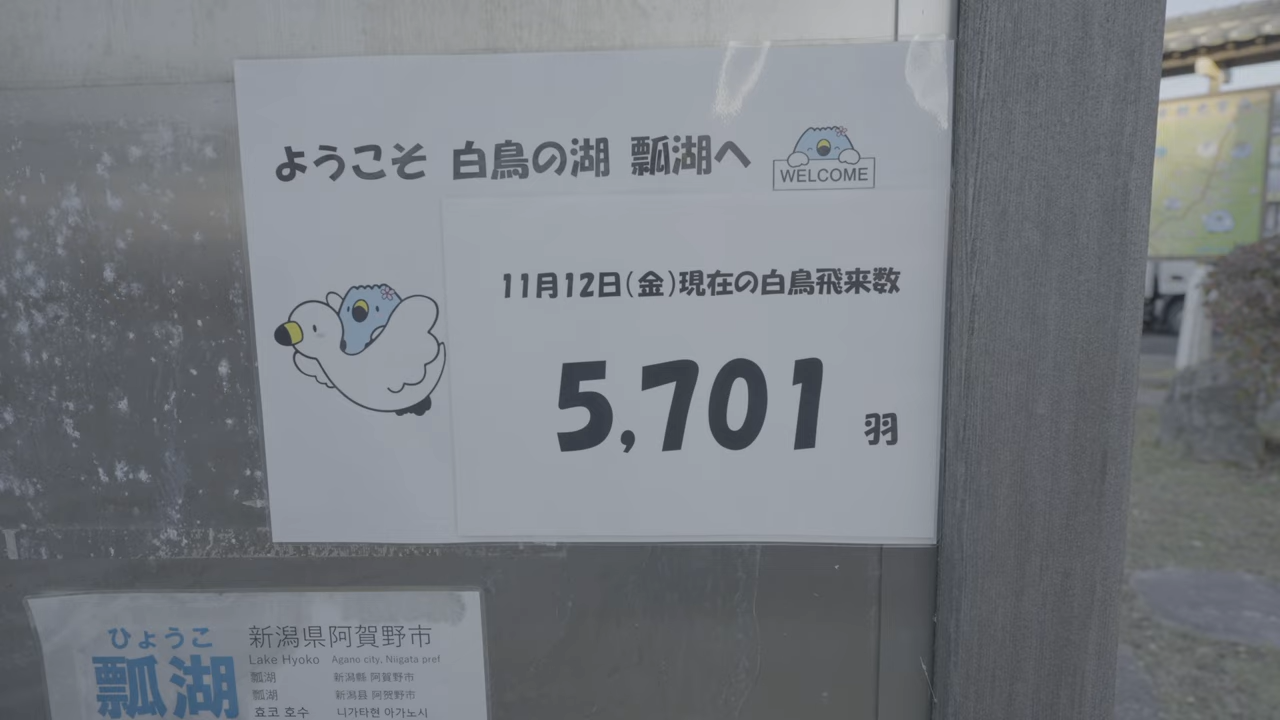 ようこそ 白鳥の湖 瓢湖へ
WELCOME
11月12日(金)現在の白鳥飛来数
5,701 羽
ひょうこ
瓢湖
新潟県阿賀野市
Lake Hyoko Agano city, Niigata pref
瓢湖 新潟縣 阿賀野市
瓢湖 新潟县 阿贺野市
효코 호수 니가타현 아가노시